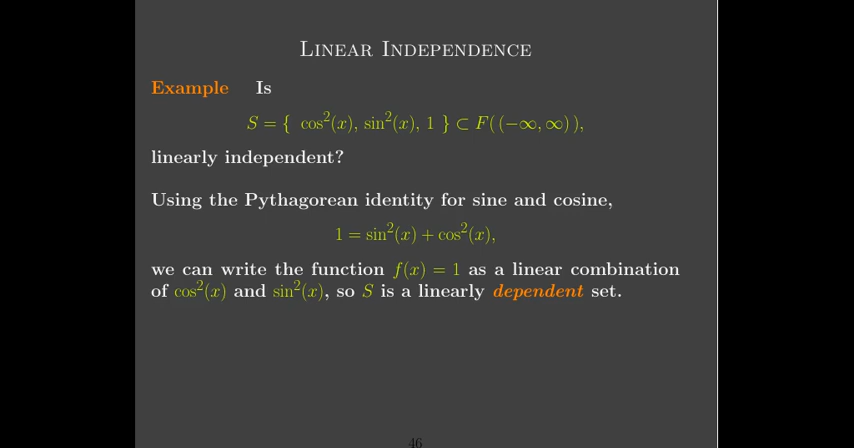 LINEAR INDEPENDENCE
Example Is
S = { cos²(x), sin²(x), 1 } ⊂ F( (−∞, ∞) ),
linearly independent?
Using the Pythagorean identity for sine and cosine,
1 = sin²(x) + cos²(x),
we can write the function f(x) = 1 as a linear combination
of cos²(x) and sin²(x), so S is a linearly dependent set.
46